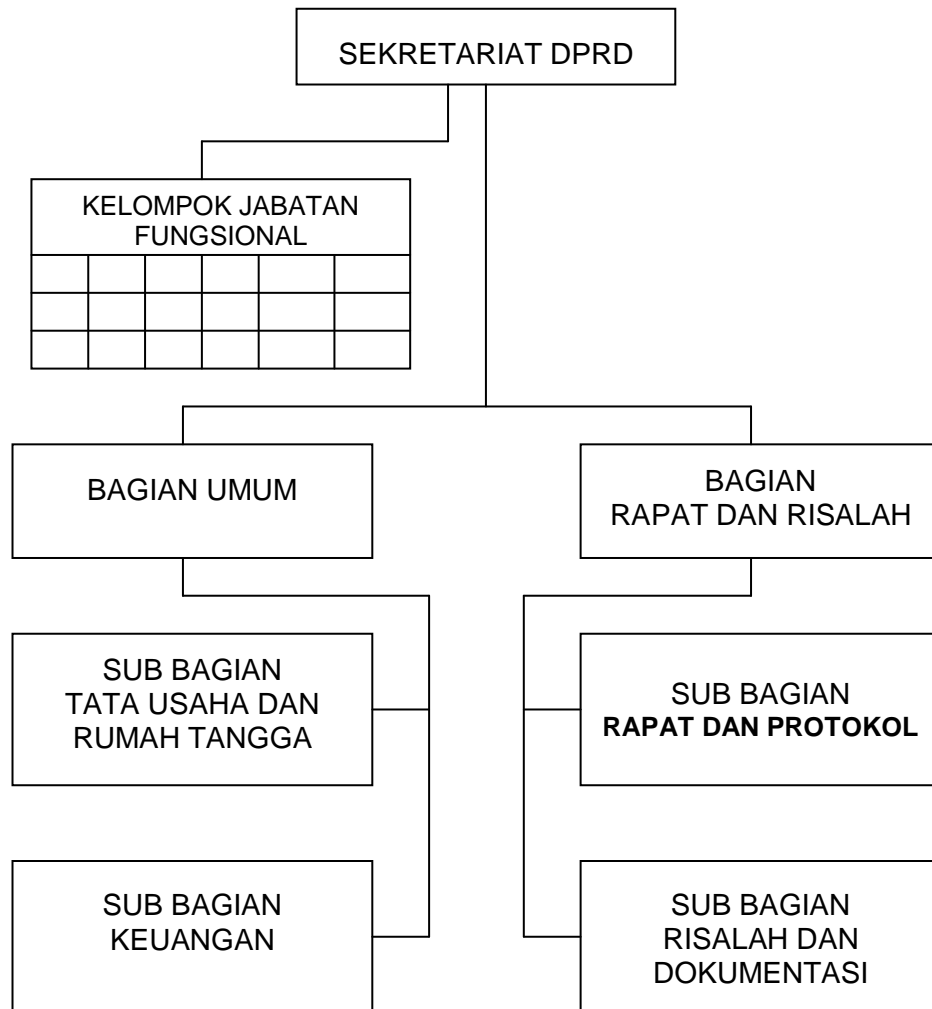 SEKRETARIAT DPRD
KELOMPOK JABATAN
FUNGSIONAL
BAGIAN UMUM
BAGIAN
RAPAT DAN RISALAH
SUB BAGIAN
TATA USAHA DAN
RUMAH TANGGA
SUB BAGIAN
RAPAT DAN PROTOKOL
SUB BAGIAN
KEUANGAN
SUB BAGIAN
RISALAH DAN
DOKUMENTASI